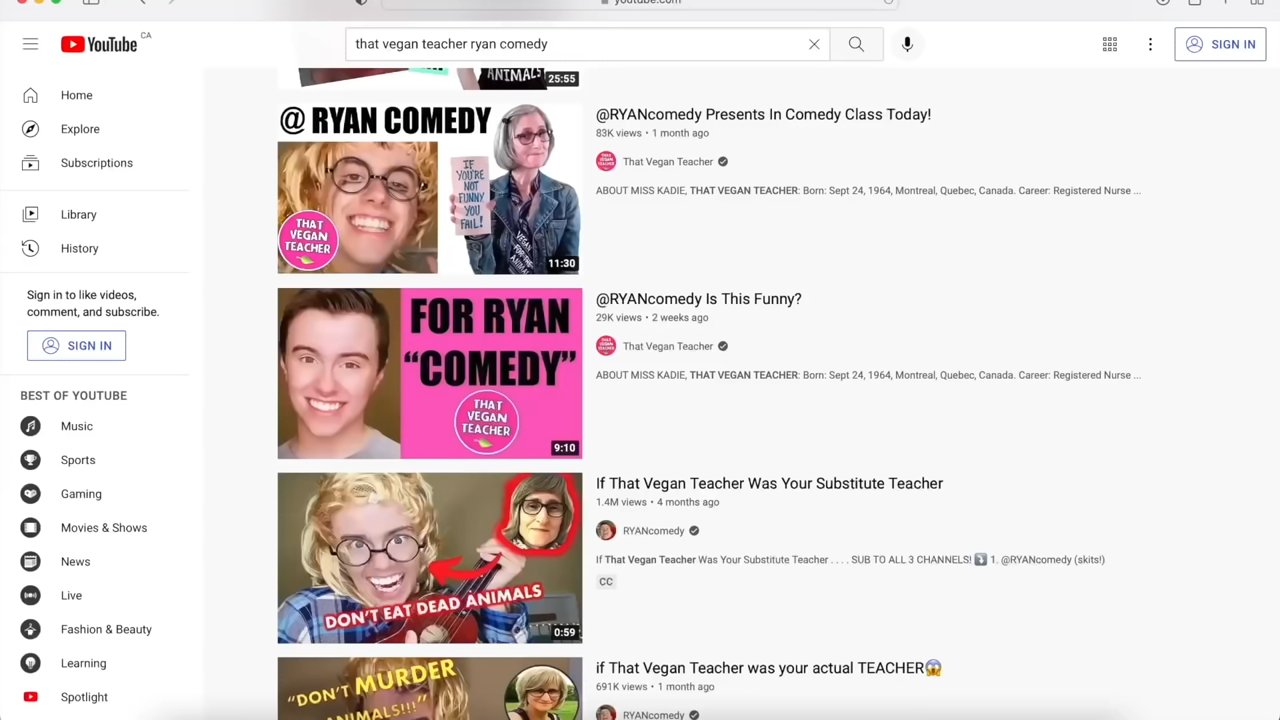 youtube.com
YouTube CA
that vegan teacher ryan comedy
SIGN IN
Home
Explore
Subscriptions
Library
History
Sign in to like videos,
comment, and subscribe.
SIGN IN
BEST OF YOUTUBE
Music
Sports
Gaming
Movies & Shows
News
Live
Fashion & Beauty
Learning
Spotlight
ANIMALS
25:55
@ RYAN COMEDY
IF
YOU'RE
NOT
FUNNY
YOU
FAIL!
THAT
VEGAN
TEACHER
11:30
@RYANcomedy Presents In Comedy Class Today!
83K views • 1 month ago
That Vegan Teacher
ABOUT MISS KADIE, THAT VEGAN TEACHER: Born: Sept 24, 1964, Montreal, Quebec, Canada. Career: Registered Nurse ...
FOR RYAN
"COMEDY"
THAT
VEGAN
TEACHER
9:10
@RYANcomedy Is This Funny?
29K views • 2 weeks ago
That Vegan Teacher
ABOUT MISS KADIE, THAT VEGAN TEACHER: Born: Sept 24, 1964, Montreal, Quebec, Canada. Career: Registered Nurse ...
DON'T EAT DEAD ANIMALS
0:59
If That Vegan Teacher Was Your Substitute Teacher
1.4M views • 4 months ago
RYANcomedy
If That Vegan Teacher Was Your Substitute Teacher . . . . SUB TO ALL 3 CHANNELS! ⬇️ 1. @RYANcomedy (skits!)
CC
"DON'T MURDER
ANIMALS!!!"
if That Vegan Teacher was your actual TEACHER😱
691K views • 1 month ago
RYANcomedy